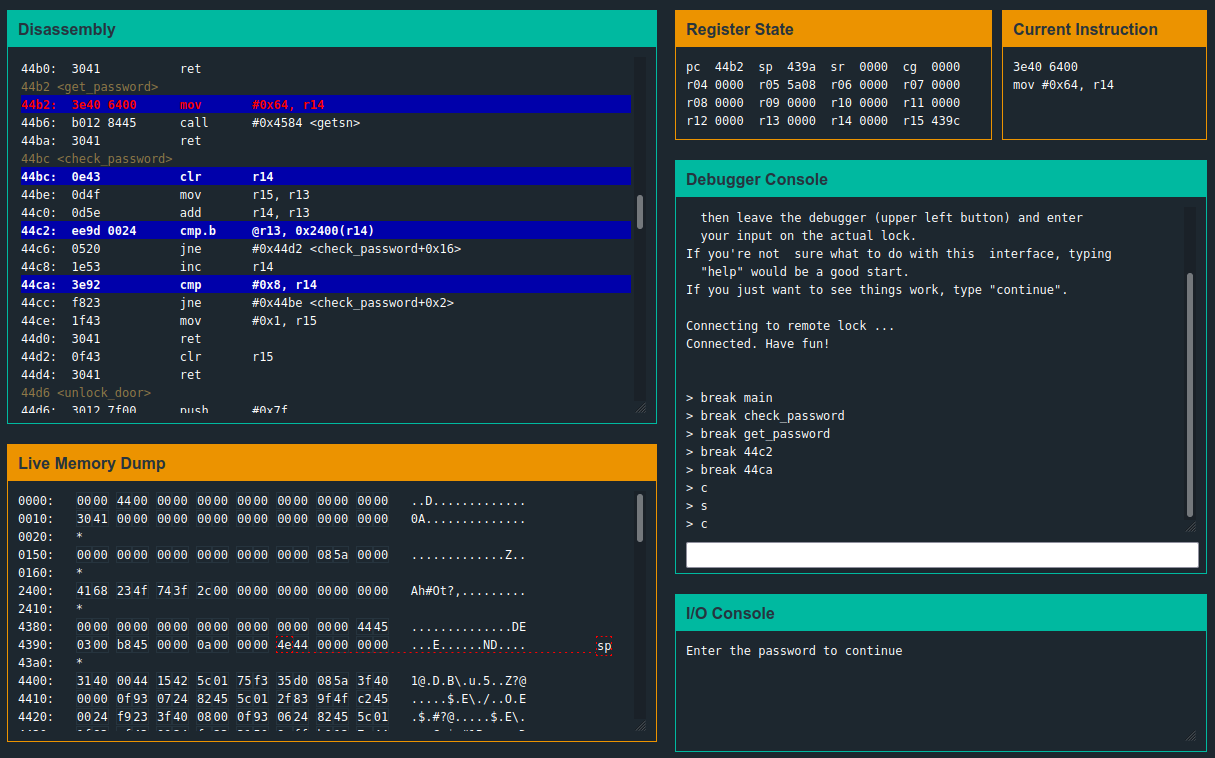 Disassembly
44b0:  3041           ret
44b2 <get_password>
44b2:  3e40 6400      mov       #0x64, r14
44b6:  b012 8445      call      #0x4584 <getsn>
44ba:  3041           ret
44bc <check_password>
44bc:  0e43           clr       r14
44be:  0d4f           mov       r15, r13
44c0:  0d5e           add       r14, r13
44c2:  ee9d 0024      cmp.b     @r13, 0x2400(r14)
44c6:  0520           jne       #0x44d2 <check_password+0x16>
44c8:  1e53           inc       r14
44ca:  3e92           cmp       #0x8, r14
44cc:  f823           jne       #0x44be <check_password+0x2>
44ce:  1f43           mov       #0x1, r15
44d0:  3041           ret
44d2:  0f43           clr       r15
44d4:  3041           ret
44d6 <unlock_door>
44d6:  3012 7f00      push      #0x7f
Live Memory Dump
0000:   0000 4400 0000 0000 0000 0000 0000 0000   ..D.............
0010:   3041 0000 0000 0000 0000 0000 0000 0000   0A..............
0020:   *
0150:   0000 0000 0000 0000 0000 0000 085a 0000   .............Z..
0160:   *
2400:   4168 234f 743f 2c00 0000 0000 0000 0000   Ah#Ot?,.........
2410:   *
4380:   0000 0000 0000 0000 0000 0000 0000 4445   ..............DE
4390:   0300 b845 0000 0a00 0000 4e44 0000 0000   ...E......ND.... sp
43a0:   *
4400:   3140 0044 1542 5c01 75f3 35d0 085a 3f40   1@.D.B\.u.5..Z?@
4410:   0000 0f93 0724 8245 5c01 2f83 9f4f c245   .....$.E\./..O.E
4420:   0024 f923 3f40 0800 0f93 0624 8245 5c01   .$.#?@.....$.E\.
Register State
pc  44b2  sp  439a  sr  0000  cg  0000
r04 0000  r05 5a08  r06 0000  r07 0000
r08 0000  r09 0000  r10 0000  r11 0000
r12 0000  r13 0000  r14 0000  r15 439c
Current Instruction
3e40 6400
mov #0x64, r14
Debugger Console
then leave the debugger (upper left button) and enter
your input on the actual lock.
If you're not  sure what to do with this  interface, typing
"help" would be a good start.
If you just want to see things work, type "continue".
Connecting to remote lock ...
Connected. Have fun!
> break main
> break check_password
> break get_password
> break 44c2
> break 44ca
> c
> s
> c
I/O Console
Enter the password to continue